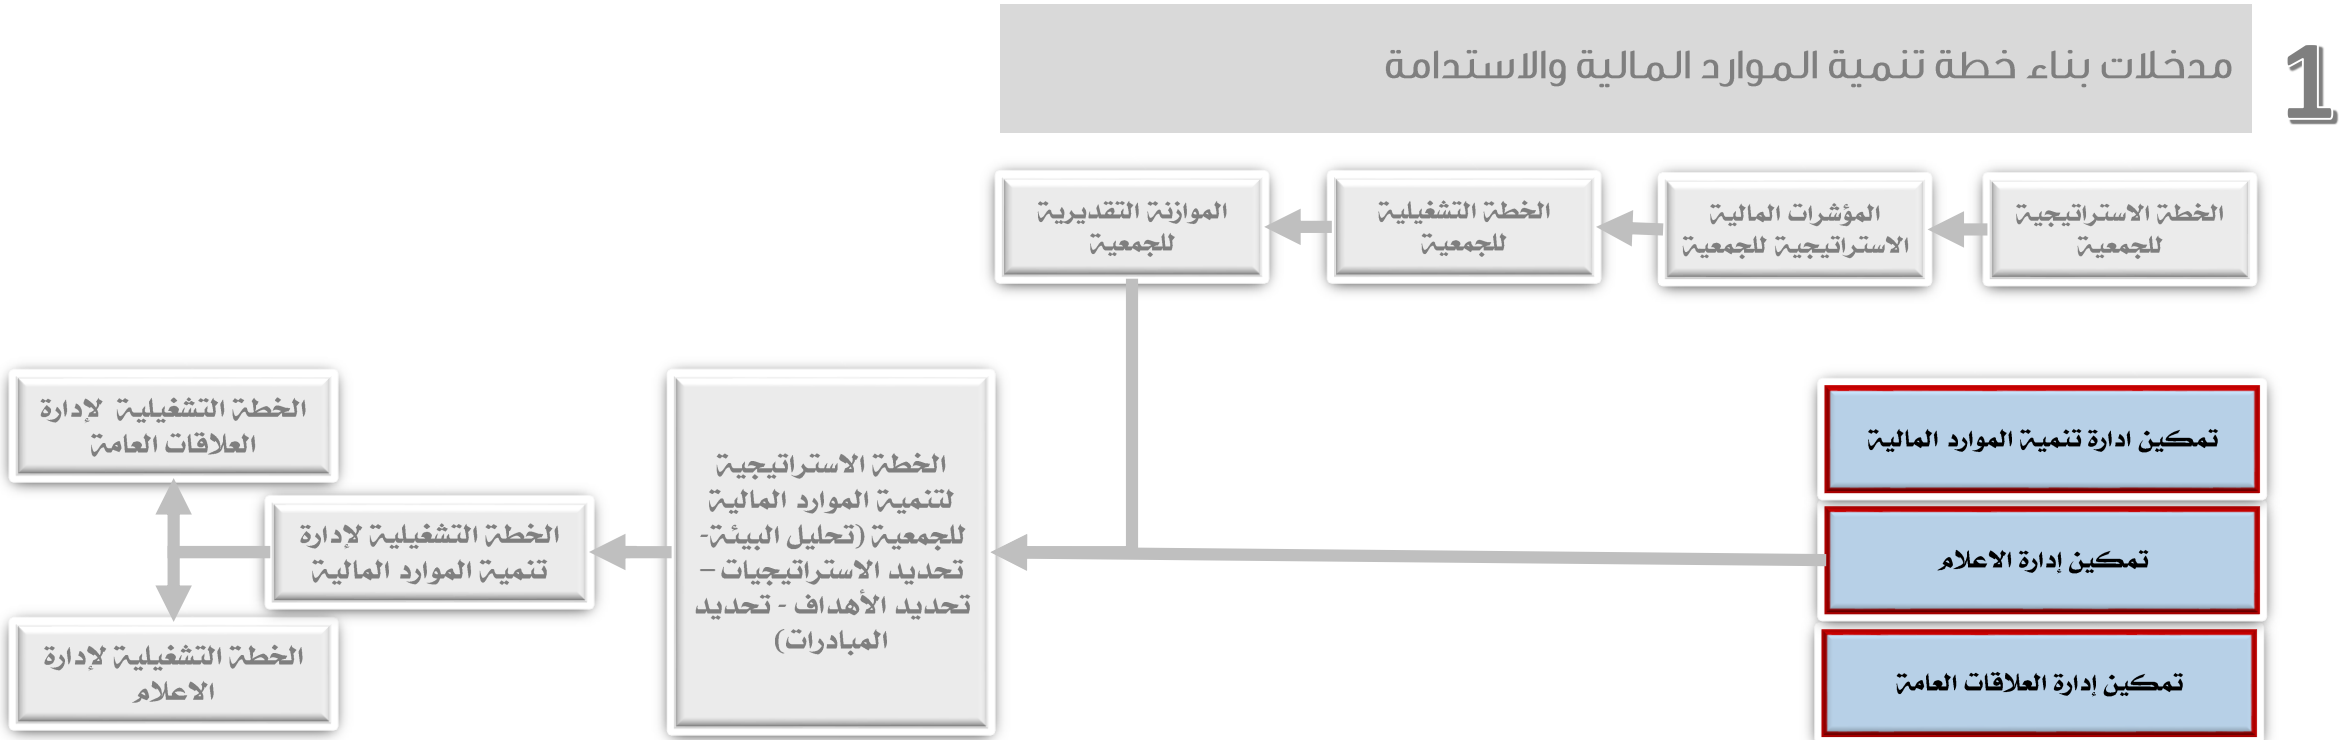 1
مدخلات بناء خطة تنمية الموارد المالية والاستدامة
الخطة الاستراتيجية
للجمعية
المؤشرات المالية
الاستراتيجية للجمعية
الخطة التشغيلية
للجمعية
الموازنة التقديرية
للجمعية
تمكين ادارة تنمية الموارد المالية
تمكين إدارة الاعلام
تمكين إدارة العلاقات العامة
الخطة الاستراتيجية
لتنمية الموارد المالية
للجمعية (تحليل البيئة-
تحديد الاستراتيجيات –
تحديد الأهداف - تحديد
المبادرات)
الخطة التشغيلية لإدارة
تنمية الموارد المالية
الخطة التشغيلية لإدارة
العلاقات العامة
الخطة التشغيلية لإدارة
الاعلام